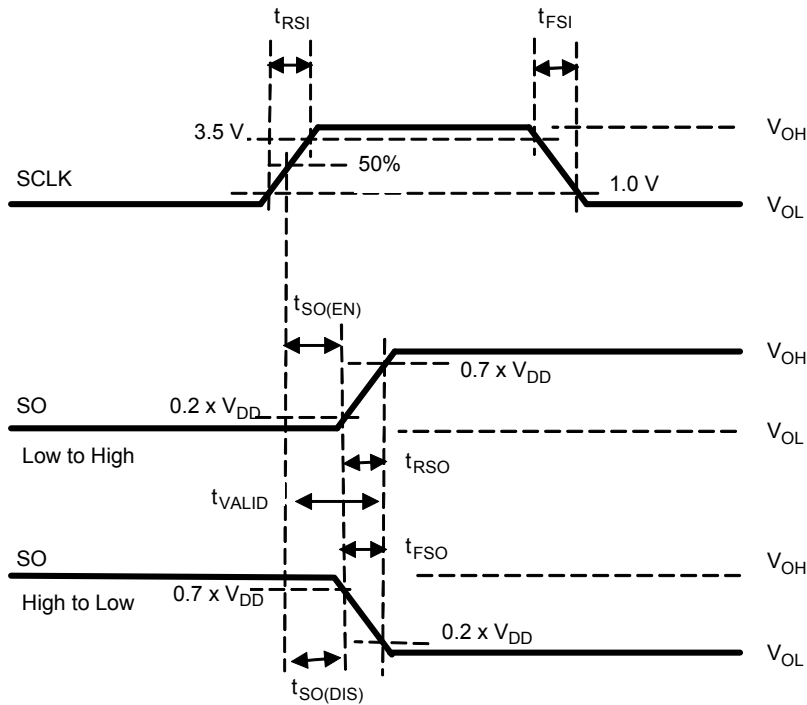 tRSI tFSI
3.5 V VOH
50%
SCLK 1.0 V
VOL
tSO(EN)
VOH
0.7 x VDD
SO 0.2 x VDD
VOL
Low to High
tRSO
tVALID
tFSO
SO VOH
High to Low 0.7 x VDD
0.2 x VDD
VOL
tSO(DIS)